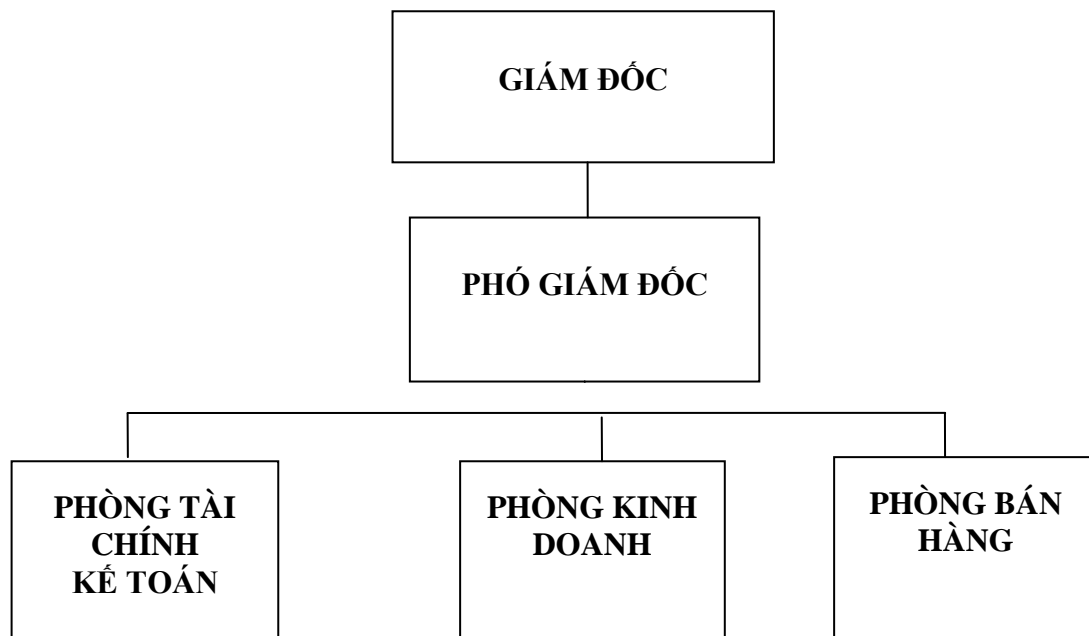 GIÁM ĐỐC
PHÓ GIÁM ĐỐC
PHÒNG TÀI
CHÍNH
KẾ TOÁN
PHÒNG KINH
DOANH
PHÒNG BÁN
HÀNG